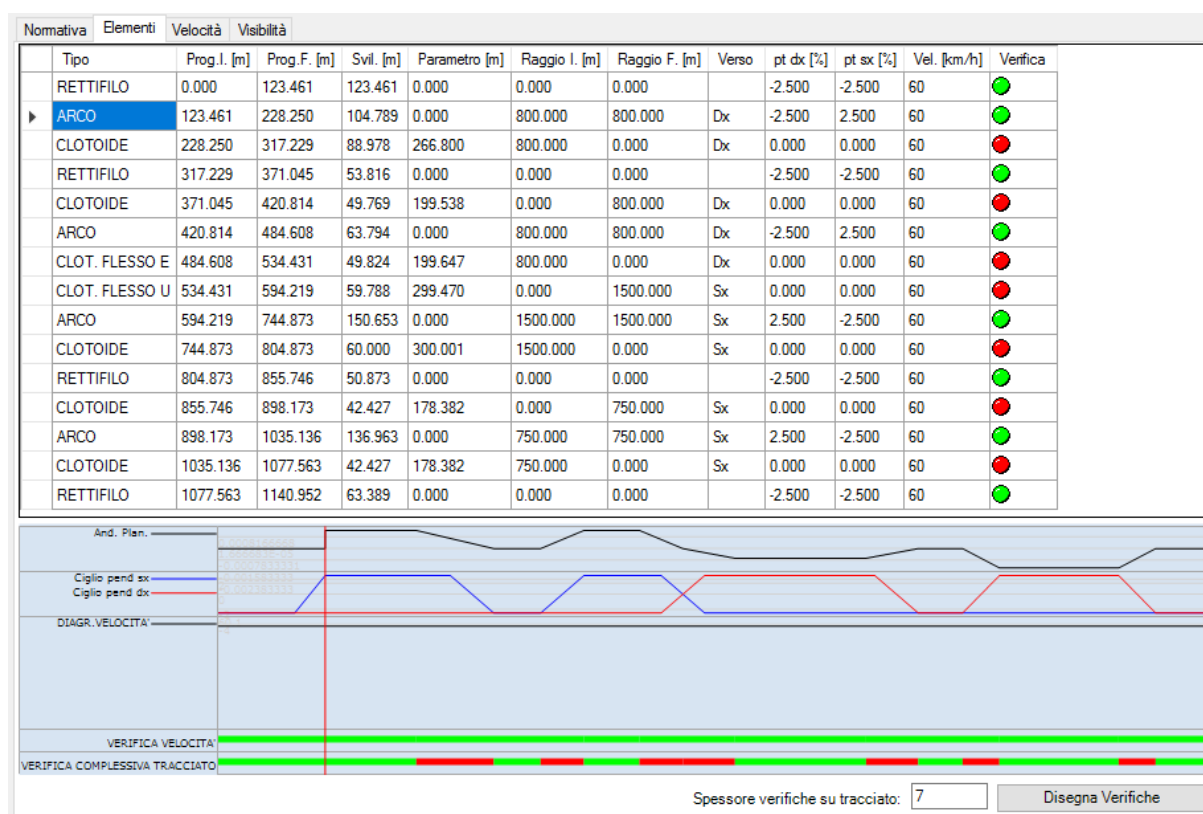 Normativa Elementi Velocità Visibilità
Tipo Prog.I. [m] Prog.F. [m] Svil. [m] Parametro [m] Raggio I. [m] Raggio F. [m] Verso pt dx [%] pt sx [%] Vel. [km/h] Verifica
RETTIFILO 0.000 123.461 123.461 0.000 0.000 0.000 -2.500 -2.500 60
ARCO 123.461 228.250 104.789 0.000 800.000 800.000 Dx -2.500 2.500 60
CLOTOIDE 228.250 317.229 88.978 266.800 800.000 0.000 Dx 0.000 0.000 60
RETTIFILO 317.229 371.045 53.816 0.000 0.000 0.000 -2.500 -2.500 60
CLOTOIDE 371.045 420.814 49.769 199.538 0.000 800.000 Dx 0.000 0.000 60
ARCO 420.814 484.608 63.794 0.000 800.000 800.000 Dx -2.500 2.500 60
CLOT. FLESSO E 484.608 534.431 49.824 199.647 800.000 0.000 Dx 0.000 0.000 60
CLOT. FLESSO U 534.431 594.219 59.788 299.470 0.000 1500.000 Sx 0.000 0.000 60
ARCO 594.219 744.873 150.653 0.000 1500.000 1500.000 Sx 2.500 -2.500 60
CLOTOIDE 744.873 804.873 60.000 300.001 1500.000 0.000 Sx 0.000 0.000 60
RETTIFILO 804.873 855.746 50.873 0.000 0.000 0.000 -2.500 -2.500 60
CLOTOIDE 855.746 898.173 42.427 178.382 0.000 750.000 Sx 0.000 0.000 60
ARCO 898.173 1035.136 136.963 0.000 750.000 750.000 Sx 2.500 -2.500 60
CLOTOIDE 1035.136 1077.563 42.427 178.382 750.000 0.000 Sx 0.000 0.000 60
RETTIFILO 1077.563 1140.952 63.389 0.000 0.000 0.000 -2.500 -2.500 60
And. Plan.
Ciglio pend sx
Ciglio pend dx
DIAGR.VELOCITA'
VERIFICA VELOCITA'
VERIFICA COMPLESSIVA TRACCIATO
Spessore verifiche su tracciato: 7 Disegna Verifiche